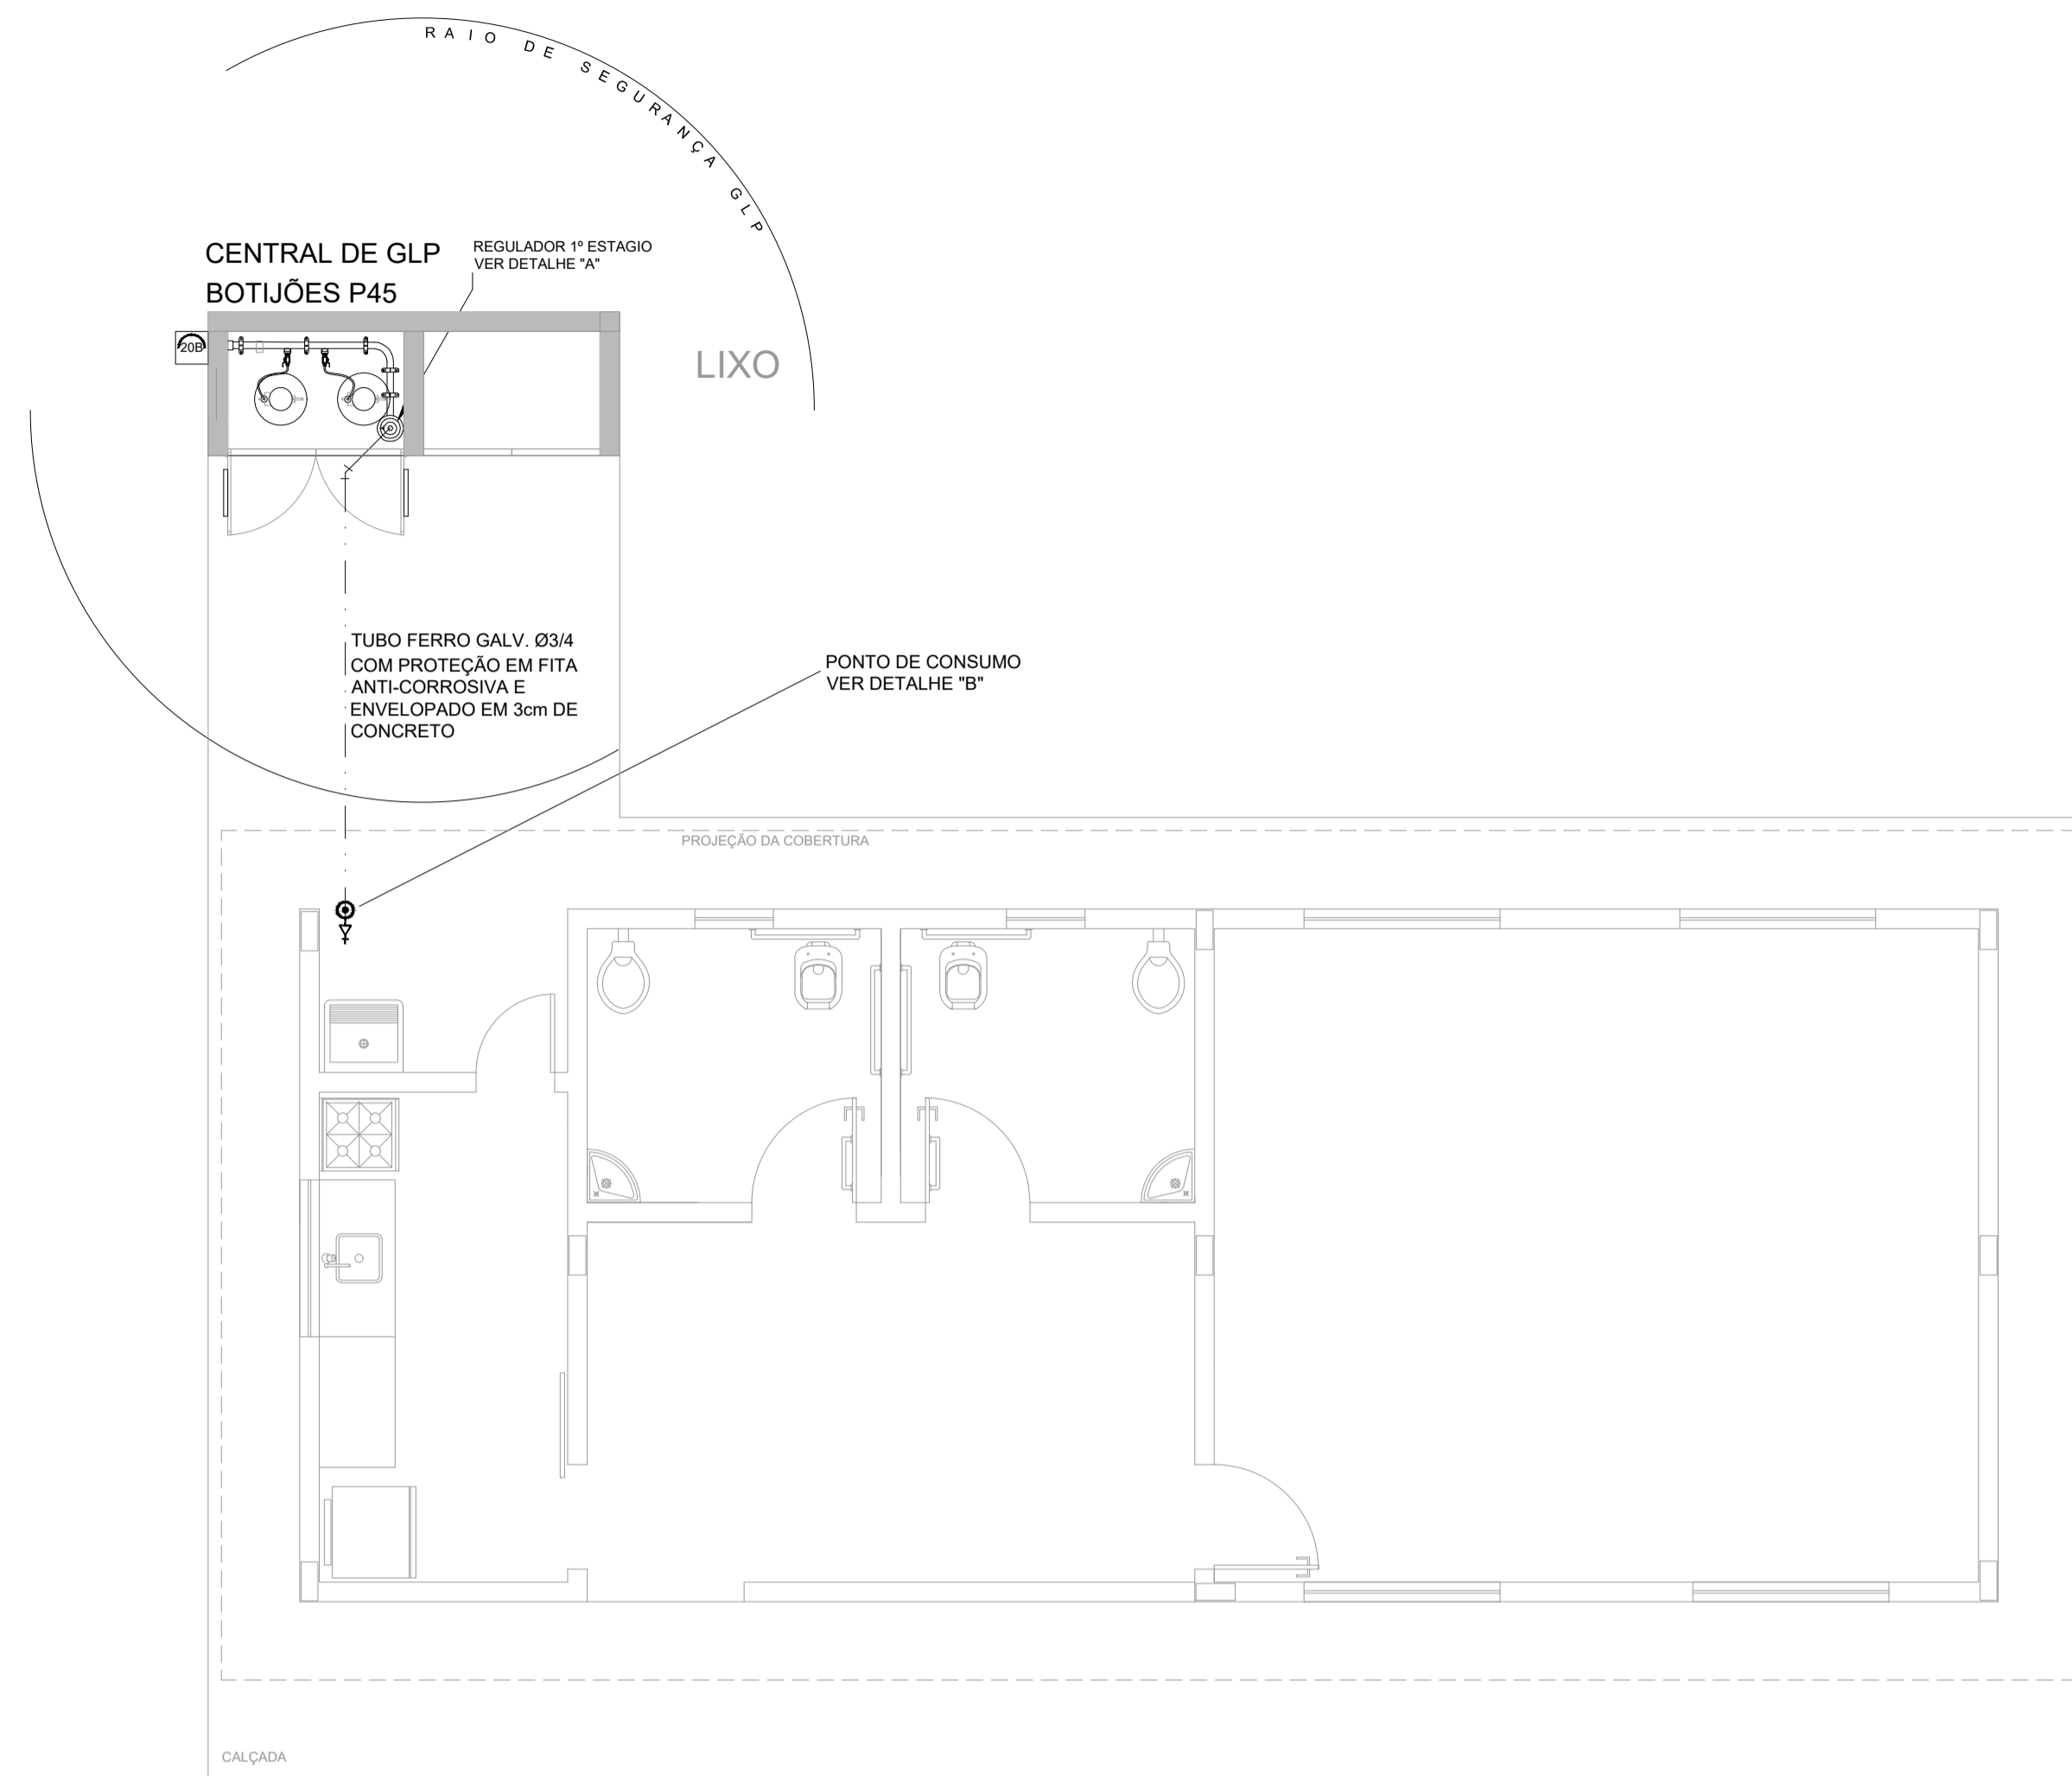 RAIO DE SEGURANÇA GLP
CENTRAL DE GLP
BOTIJÕES P45
REGULADOR 1º ESTAGIO
VER DETALHE "A"
20B
LIXO
TUBO FERRO GALV. Ø3/4
COM PROTEÇÃO EM FITA
ANTI-CORROSIVA E
ENVELOPADO EM 3cm DE
CONCRETO
PONTO DE CONSUMO
VER DETALHE "B"
PROJEÇÃO DA COBERTURA
CALÇADA